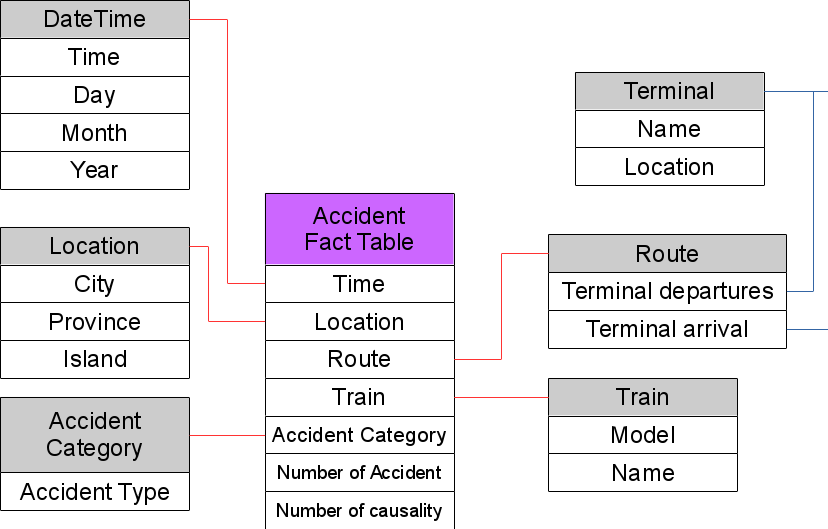 DateTime
Time
Day
Month
Year
Location
City
Province
Island
Accident
Category
Accident Type
Accident
Fact Table
Time
Location
Route
Train
Accident Category
Number of Accident
Number of causality
Terminal
Name
Location
Route
Terminal departures
Terminal arrival
Train
Model
Name